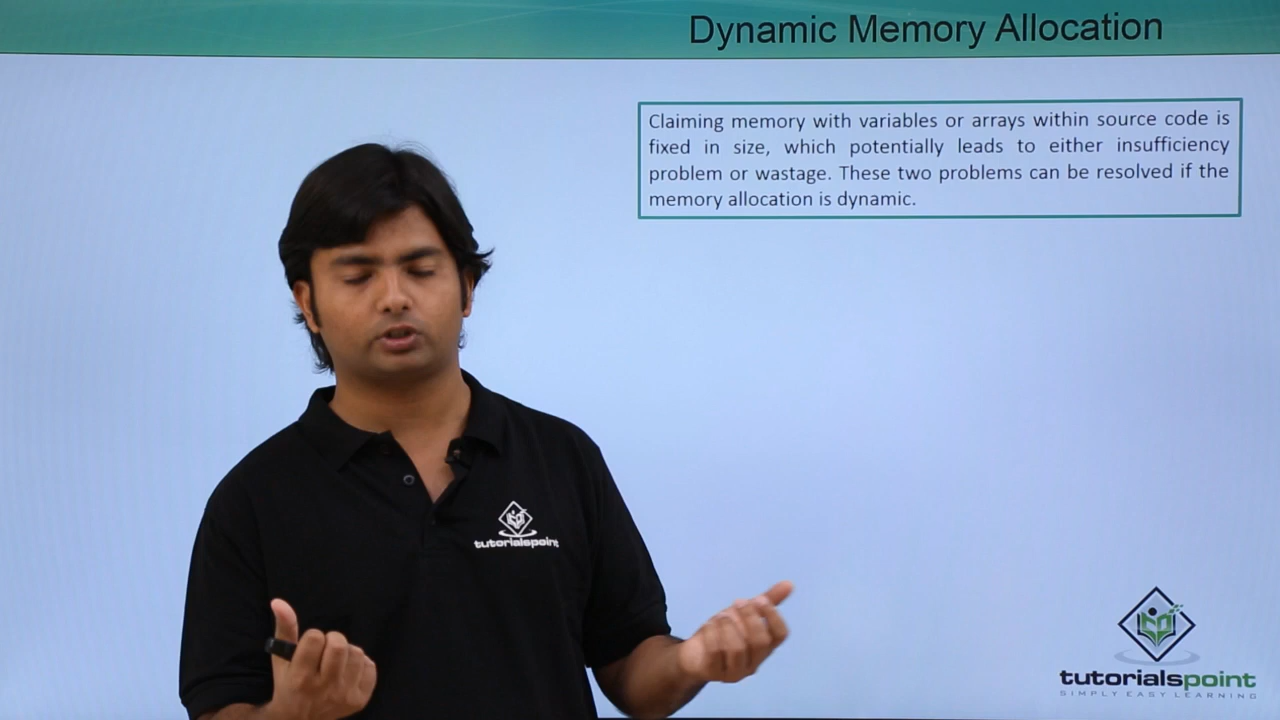 Dynamic Memory Allocation
Claiming memory with variables or arrays within source code is
fixed in size, which potentially leads to either insufficiency
problem or wastage. These two problems can be resolved if the
memory allocation is dynamic.
tutorialspoint
tutorialspoint
SIMPLY EASY LEARNING